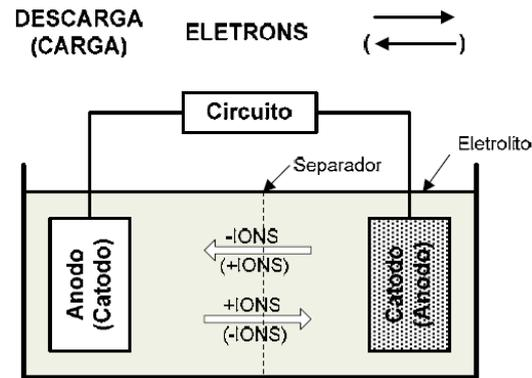 DESCARGA
(CARGA)
ELETRONS
( )
Circuito
Eletrolito
Separador
-IONS
(+IONS)
+IONS
(-IONS)
Anodo
(Catodo)
Catodo
(Anodo)